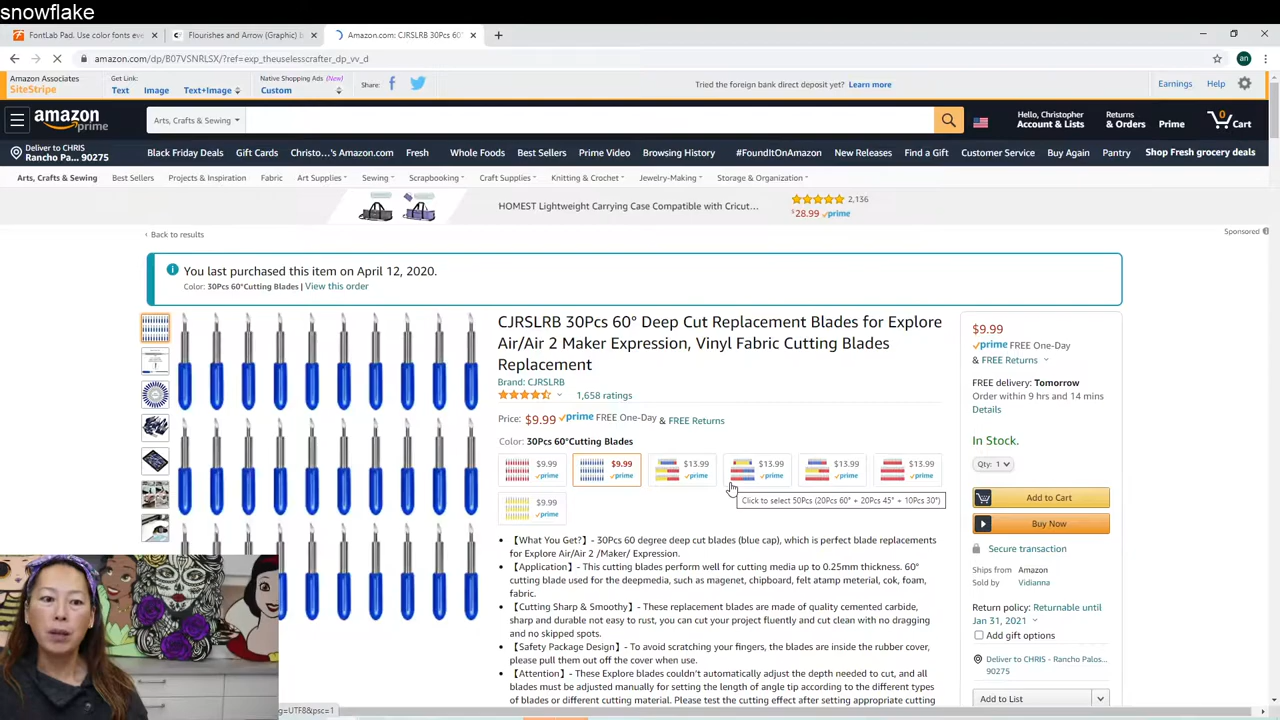 snowflake
FontLab Pad. Use color fonts eve
Flourishes and Arrow (Graphic) b
Amazon.com: CJRSLRB 30Pcs 60°
amazon.com/dp/B07VSNRLSX/?ref=exp_theuselesscrafter_dp_vv_d
an
Amazon Associates
SiteStripe
Get Link:
Text
Image
Text+Image
Native Shopping Ads (New)
Custom
Share:
Tried the foreign bank direct deposit yet? Learn more
Earnings
Help
amazon
prime
Arts, Crafts & Sewing
Hello, Christopher
Account & Lists
Returns
& Orders
Prime
0
Cart
Deliver to CHRIS
Rancho Pa... 90275
Black Friday Deals
Gift Cards
Christo...'s Amazon.com
Fresh
Whole Foods
Best Sellers
Prime Video
Browsing History
#FoundItOnAmazon
New Releases
Find a Gift
Customer Service
Buy Again
Pantry
Shop Fresh grocery deals
Arts, Crafts & Sewing
Best Sellers
Projects & Inspiration
Fabric
Art Supplies
Sewing
Scrapbooking
Craft Supplies
Knitting & Crochet
Jewelry-Making
Storage & Organization
HOMEST Lightweight Carrying Case Compatible with Cricut...
2,136
$28.99 prime
‹ Back to results
Sponsored
You last purchased this item on April 12, 2020.
Color: 30Pcs 60°Cutting Blades | View this order
CJRSLRB 30Pcs 60° Deep Cut Replacement Blades for Explore
Air/Air 2 Maker Expression, Vinyl Fabric Cutting Blades
Replacement
Brand: CJRSLRB
1,658 ratings
Price: $9.99 prime FREE One-Day & FREE Returns
Color: 30Pcs 60°Cutting Blades
$9.99 prime
$9.99 prime
$13.99 prime
$13.99 prime
$13.99 prime
$13.99 prime
$9.99 prime
Click to select 50Pcs (20Pcs 60° + 20Pcs 45° + 10Pcs 30°)
• 【What You Get?】- 30Pcs 60 degree deep cut blades (blue cap), which is perfect blade replacements
for Explore Air/Air 2 /Maker/ Expression.
• 【Application】- This cutting blades perform well for cutting media up to 0.25mm thickness. 60°
cutting blade used for the deepmedia, such as magenet, chipboard, felt atamp material, cok, foam,
fabric.
• 【Cutting Sharp & Smoothy】- These replacement blades are made of quality cemented carbide,
sharp and durable not easy to rust, you can cut your project fluently and cut clean with no dragging
and no skipped spots.
• 【Safety Package Design】- To avoid scratching your fingers, the blades are inside the rubber cover,
please pull them out off the cover when use.
• 【Attention】- These Explore blades couldn't automatically adjust the depth needed to cut, and all
blades must be adjusted manually for setting the length of angle tip according to the different types
of blades or different cutting material. Please test the cutting effect after setting appropriate cutting
$9.99
prime FREE One-Day
& FREE Returns
FREE delivery: Tomorrow
Order within 9 hrs and 14 mins
Details
In Stock.
Qty: 1
Add to Cart
Buy Now
Secure transaction
Ships from Amazon
Sold by Vidianna
Return policy: Returnable until
Jan 31, 2021
Add gift options
Deliver to CHRIS - Rancho Palos...
90275
Add to List
g=UTF8&psc=1